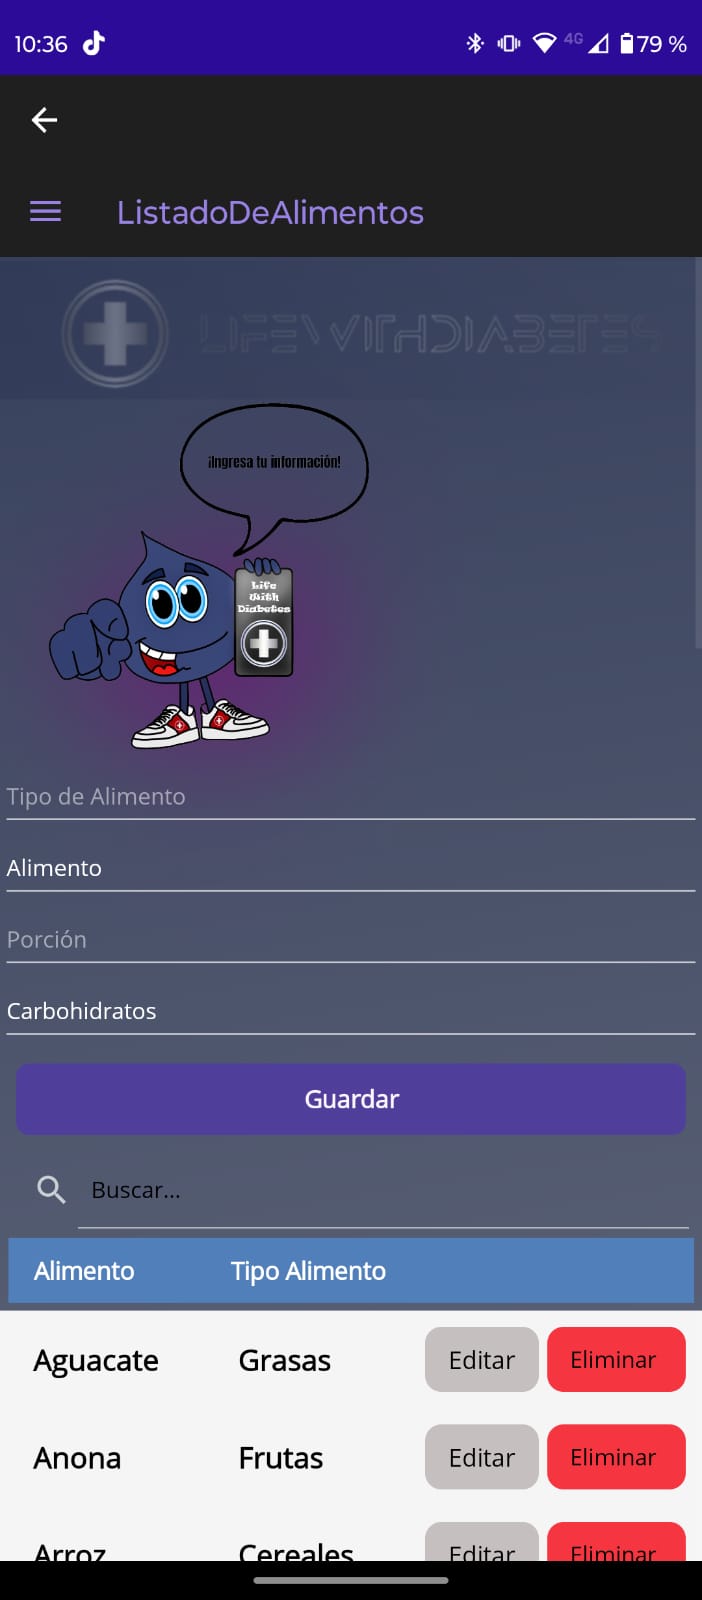 10:36
4G
79 %
ListadoDeAlimentos
LIFEWITHDIABETES
¡Ingresa tu información!
Life
With
Diabetes
Tipo de Alimento
Alimento
Porción
Carbohidratos
Guardar
Buscar...
Alimento Tipo Alimento
Aguacate Grasas Editar Eliminar
Anona Frutas Editar Eliminar
Arroz Cereales Editar Eliminar